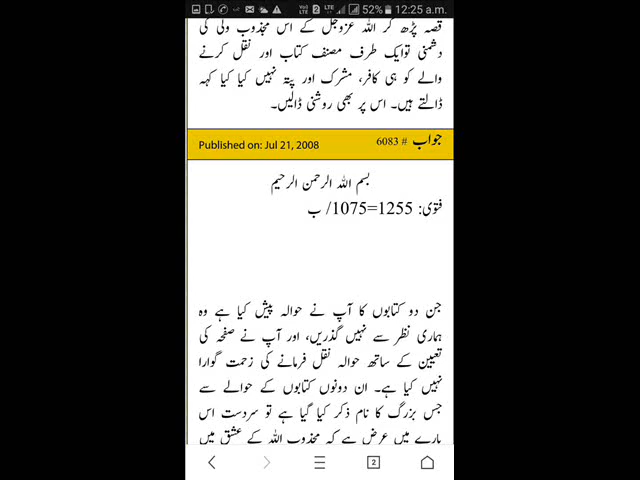 52% 12:25 a.m.
قصہ پڑھ کر اللہ عزوجل کے اس مجذوب ولی کی
دشمنی توایک طرف مصنف کتاب اور نقل کرنے
والے کو ہی کافر، مشرک اور پتہ نہیں کیا کیا کہہ
ڈالتے ہیں۔ اس پر بھی روشنی ڈالیں۔
جواب # 6083 Published on: Jul 21, 2008
بسم اللہ الرحمن الرحیم
فتوی: 1255=1075/ ب
جن دو کتابوں کا آپ نے حوالہ پیش کیا ہے وہ
ہماری نظر سے نہیں گذریں، اور آپ نے صفحہ کی
تعیین کے ساتھ حوالہ نقل فرمانے کی زحمت گوارا
نہیں کیا ہے۔ ان دونوں کتابوں کے حوالے سے
جس بزرگ کا نام ذکر کیا گیا ہے تو سردست اس
بارے میں عرض ہے کہ مجذوب اللہ کے عشق میں
2